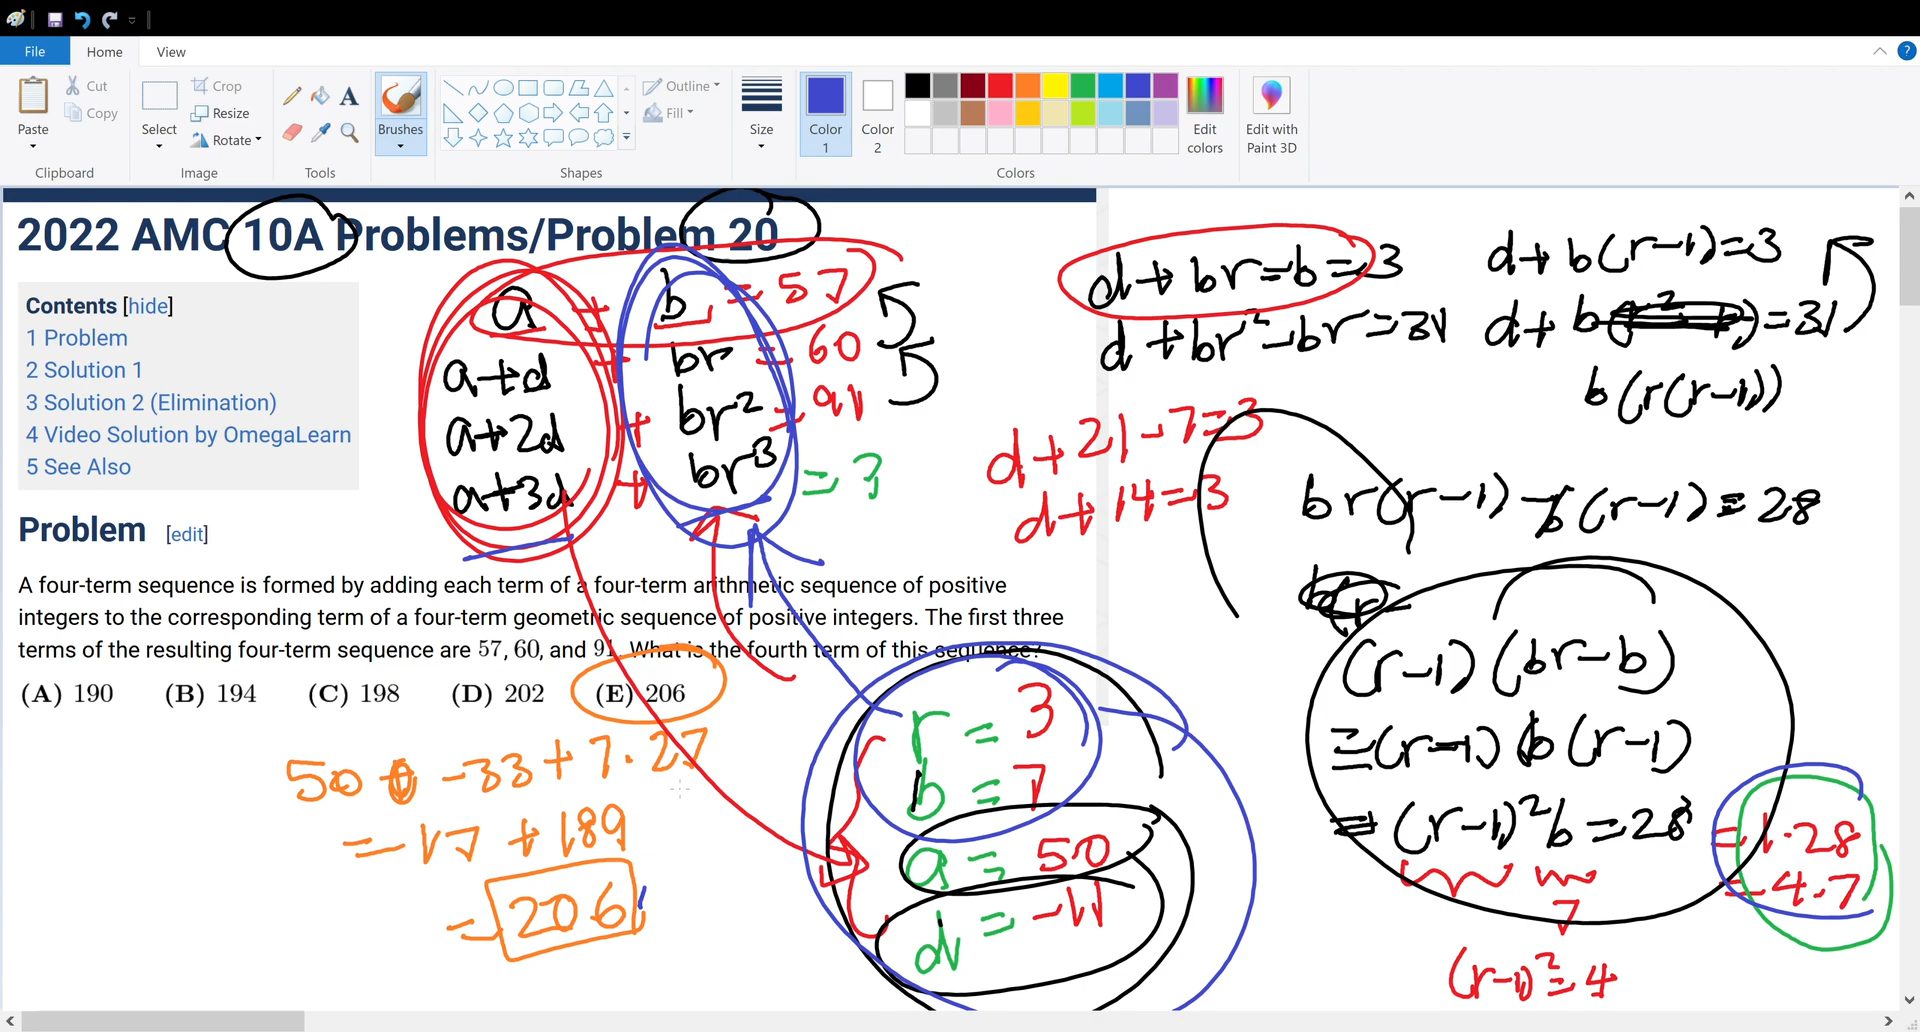 File Home View
Paste Cut Copy Clipboard
Select Crop Resize Rotate Image
A Tools
Brushes
Shapes
Outline Fill
Size
Color 1 Color 2
Edit colors
Edit with Paint 3D
Colors
2022 AMC 10A Problems/Problem 20
Contents [hide]
1 Problem
2 Solution 1
3 Solution 2 (Elimination)
4 Video Solution by OmegaLearn
5 See Also
Problem [edit]
A four-term sequence is formed by adding each term of a four-term arithmetic sequence of positive
integers to the corresponding term of a four-term geometric sequence of positive integers. The first three
terms of the resulting four-term sequence are 57, 60, and 91. What is the fourth term of this sequence?
(A) 190 (B) 194 (C) 198 (D) 202 (E) 206
a + b = 57
a+d + br = 60
a+2d + br² = 91
a+3d + br³ = ?
d+br-b=3
d+br²-br=31
d+b(r-1)=3
d+b( )=31
b(r(r-1))
d+21-7=3
d+14=3
br(r-1)-b(r-1)=28
(r-1)(br-b)
=(r-1)b(r-1)
=(r-1)²b=28
=1·28
=4·7
7
(r-1)²=4
r = 3
b = 7
a = 50
d = -11
50 -33+7·27
=17+189
=206